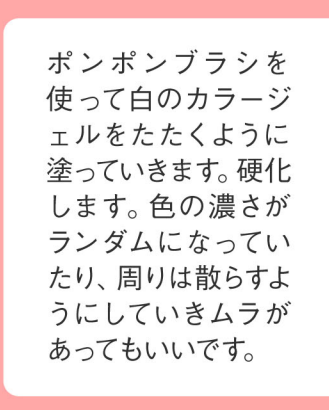 ポンポンブラシを
使って白のカラージ
ェルをたたくように
塗っていきます。硬化
します。色の濃さが
ランダムになってい
たり、周りは散らすよ
うにしていきムラが
あってもいいです。